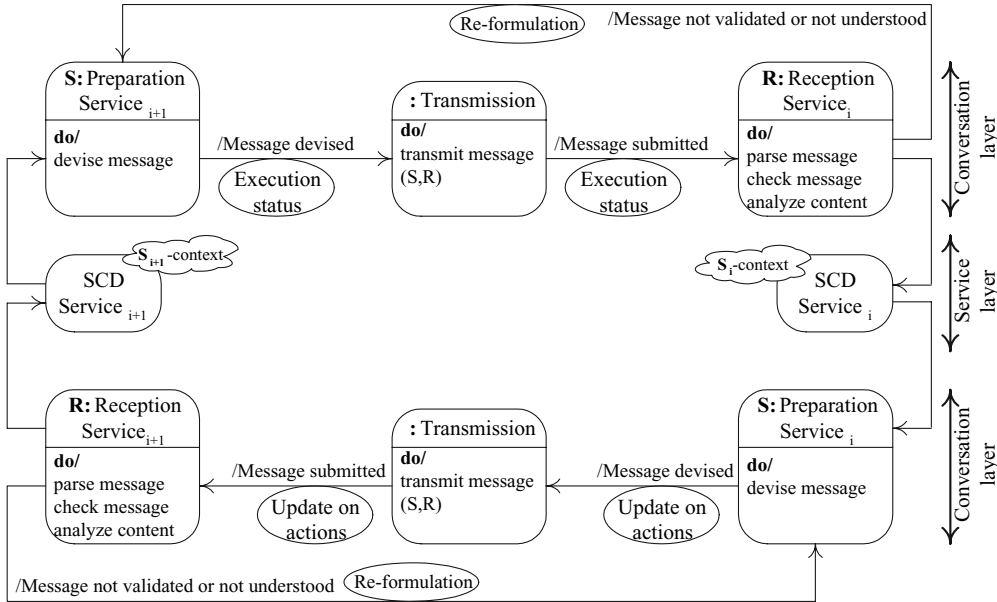 Re-formulation
/Message not validated or not understood
S: Preparation
Service i+1
do/
devise message
/Message devised
Execution
status
: Transmission
do/
transmit message
(S,R)
/Message submitted
Execution
status
R: Reception
Service i
do/
parse message
check message
analyze content
Conversation
layer
S i+1 -context
SCD
Service i+1
S i -context
SCD
Service i
Service
layer
R: Reception
Service i+1
do/
parse message
check message
analyze content
/Message submitted
Update on
actions
: Transmission
do/
transmit message
(S,R)
/Message devised
Update on
actions
S: Preparation
Service i
do/
devise message
Conversation
layer
/Message not validated or not understood
Re-formulation